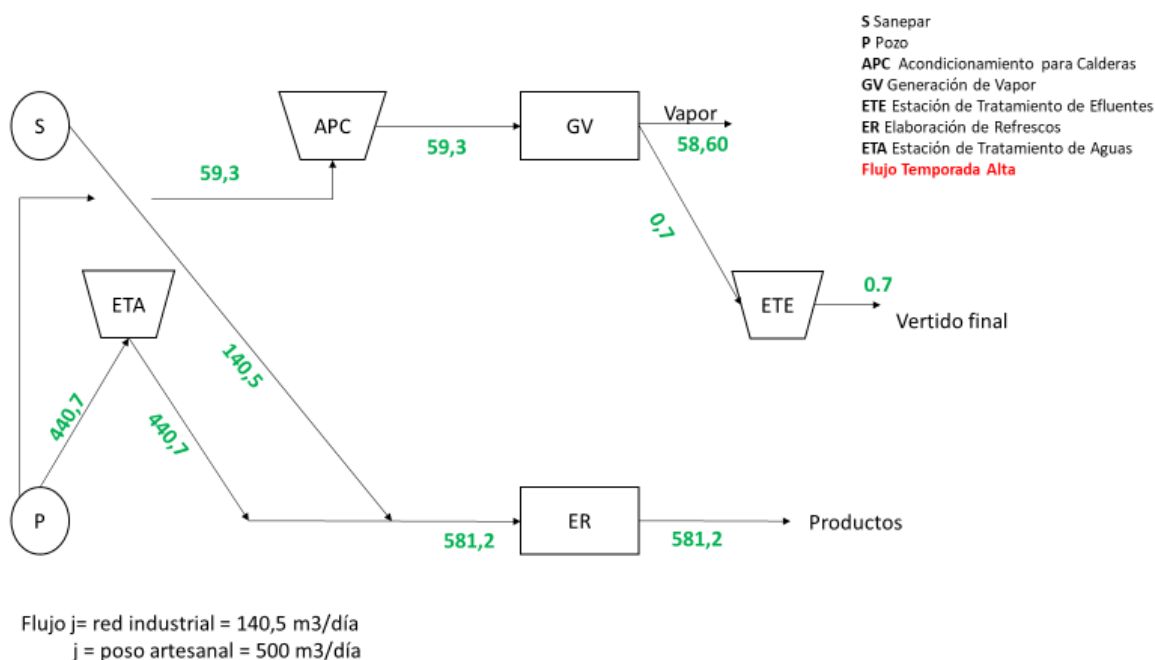 S Sanepar
P Pozo
APC Acondicionamiento para Calderas
GV Generación de Vapor
ETE Estación de Tratamiento de Efluentes
ER Elaboración de Refrescos
ETA Estación de Tratamiento de Aguas
Flujo Temporada Alta
S
APC
59,3
GV
Vapor
58,60
59,3
0,7
ETA
ETE
0.7
Vertido final
140,5
440,7
440,7
P
581,2
ER
581,2
Productos
Flujo j= red industrial = 140,5 m3/día
j = poso artesanal = 500 m3/día